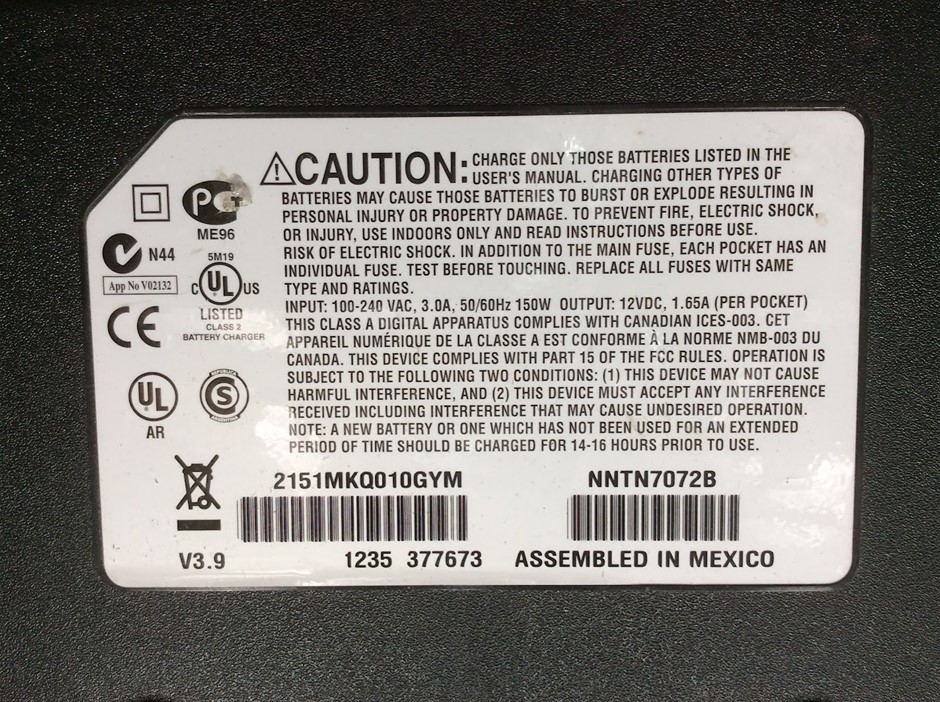 CAUTION: CHARGE ONLY THOSE BATTERIES LISTED IN THE
USER'S MANUAL. CHARGING OTHER TYPES OF
BATTERIES MAY CAUSE THOSE BATTERIES TO BURST OR EXPLODE RESULTING IN
PERSONAL INJURY OR PROPERTY DAMAGE. TO PREVENT FIRE, ELECTRIC SHOCK,
OR INJURY, USE INDOORS ONLY AND READ INSTRUCTIONS BEFORE USE.
RISK OF ELECTRIC SHOCK. IN ADDITION TO THE MAIN FUSE, EACH POCKET HAS AN
INDIVIDUAL FUSE. TEST BEFORE TOUCHING. REPLACE ALL FUSES WITH SAME
TYPE AND RATINGS.
INPUT: 100-240 VAC, 3.0A, 50/60Hz 150W OUTPUT: 12VDC, 1.65A (PER POCKET)
THIS CLASS A DIGITAL APPARATUS COMPLIES WITH CANADIAN ICES-003. CET
APPAREIL NUMÉRIQUE DE LA CLASSE A EST CONFORME À LA NORME NMB-003 DU
CANADA. THIS DEVICE COMPLIES WITH PART 15 OF THE FCC RULES. OPERATION IS
SUBJECT TO THE FOLLOWING TWO CONDITIONS: (1) THIS DEVICE MAY NOT CAUSE
HARMFUL INTERFERENCE, AND (2) THIS DEVICE MUST ACCEPT ANY INTERFERENCE
RECEIVED INCLUDING INTERFERENCE THAT MAY CAUSE UNDESIRED OPERATION.
NOTE: A NEW BATTERY OR ONE WHICH HAS NOT BEEN USED FOR AN EXTENDED
PERIOD OF TIME SHOULD BE CHARGED FOR 14-16 HOURS PRIOR TO USE.
ME96
N44
App No V02132
5M19
C UL US
LISTED
CLASS 2
BATTERY CHARGER
CE
UL
AR
REPUBLICA
S
ARGENTINA
2151MKQ010GYM
NNTN7072B
V3.9
1235 377673
ASSEMBLED IN MEXICO